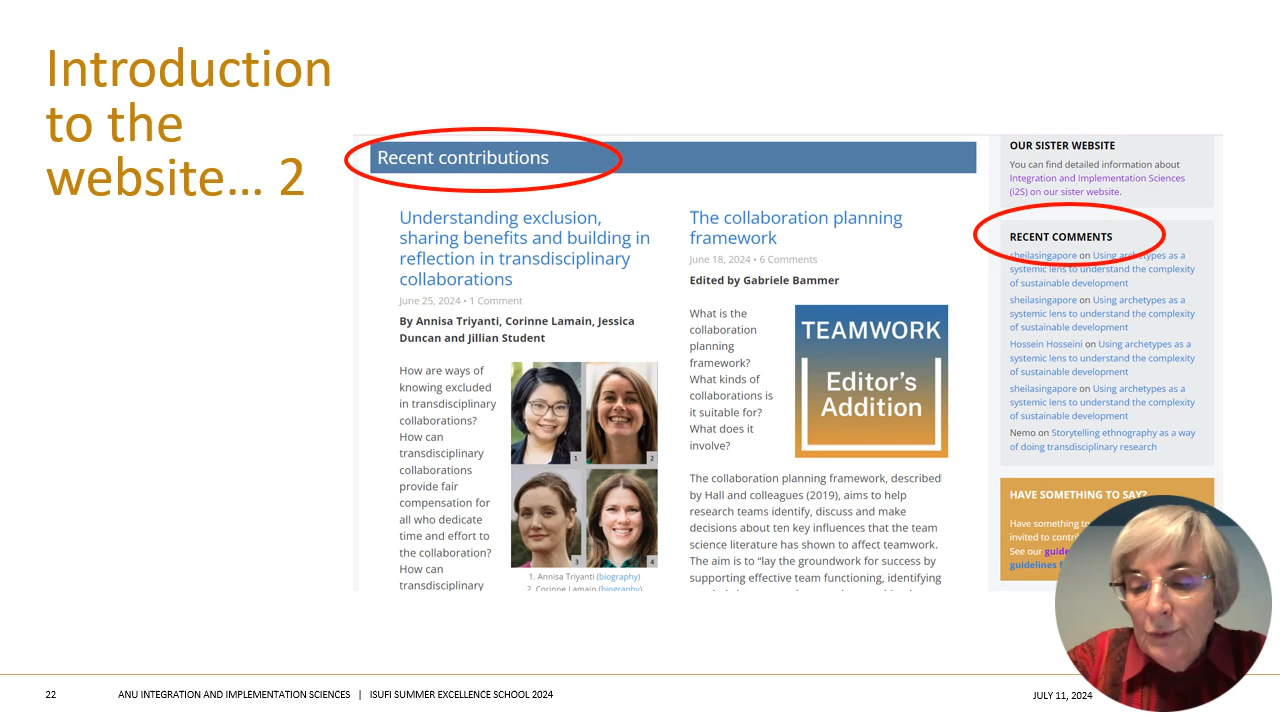 Introduction
to the
website... 2
Recent contributions
Understanding exclusion,
sharing benefits and building in
reflection in transdisciplinary
collaborations
June 25, 2024 • 1 Comment
By Annisa Triyanti, Corinne Lamain, Jessica
Duncan and Jillian Student
How are ways of
knowing excluded
in transdisciplinary
collaborations?
How can
transdisciplinary
collaborations
provide fair
compensation for
all who dedicate
time and effort to
the collaboration?
How can
transdisciplinary
1
2
3
4
1. Annisa Triyanti (biography)
2. Corinne Lamain (biography)
The collaboration planning
framework
June 18, 2024 • 6 Comments
Edited by Gabriele Bammer
What is the
collaboration
planning
framework?
What kinds of
collaborations is
it suitable for?
What does it
involve?
TEAMWORK
Editor's
Addition
The collaboration planning framework, described
by Hall and colleagues (2019), aims to help
research teams identify, discuss and make
decisions about ten key influences that the team
science literature has shown to affect teamwork.
The aim is to “lay the groundwork for success by
supporting effective team functioning, identifying
OUR SISTER WEBSITE
You can find detailed information about
Integration and Implementation Sciences
(i2S) on our sister website.
RECENT COMMENTS
sheilasingapore on Using archetypes as a
systemic lens to understand the complexity
of sustainable development
sheilasingapore on Using archetypes as a
systemic lens to understand the complexity
of sustainable development
Hossein Hosseini on Using archetypes as a
systemic lens to understand the complexity
of sustainable development
sheilasingapore on Using archetypes as a
systemic lens to understand the complexity
of sustainable development
Nemo on Storytelling ethnography as a way
of doing transdisciplinary research
HAVE SOMETHING TO SAY?
Have something to
invited to
See our
guidelines
22
ANU INTEGRATION AND IMPLEMENTATION SCIENCES | ISUFI SUMMER EXCELLENCE SCHOOL 2024
JULY 11, 2024